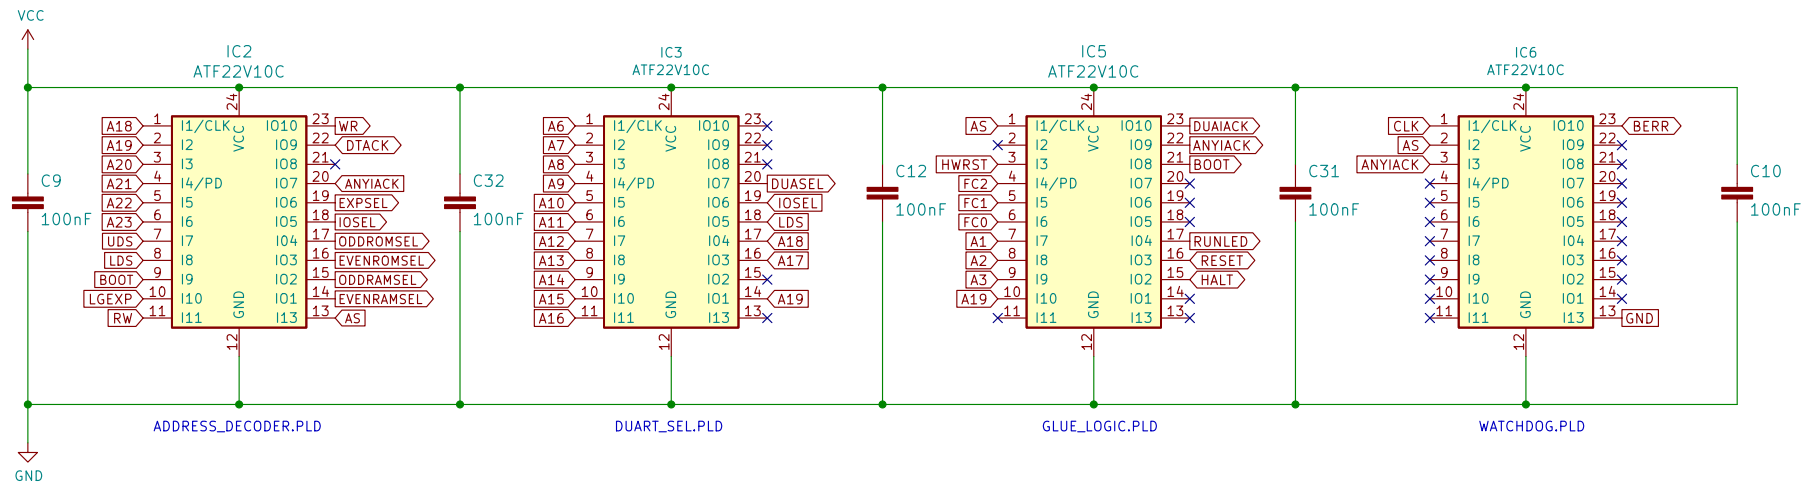 VCC
IC2
ATF22V10C
IC3
ATF22V10C
IC5
ATF22V10C
IC6
ATF22V10C
C9
100nF
24
VCC
A18 1 I1/CLK IO10 23 WR
A19 2 I2 IO9 22 DTACK
A20 3 I3 IO8 21
A21 4 I4/PD IO7 20 ANYIACK
A22 5 I5 IO6 19 EXPSEL
A23 6 I6 IO5 18 IOSEL
UDS 7 I7 IO4 17 ODDROMSEL
LDS 8 I8 IO3 16 EVENROMSEL
BOOT 9 I9 IO2 15 ODDRAMSEL
LGEXP 10 I10 IO1 14 EVENRAMSEL
RW 11 I11 I13 13 AS
GND
12
ADDRESS_DECODER.PLD
C32
100nF
24
VCC
A6 1 I1/CLK IO10 23
A7 2 I2 IO9 22
A8 3 I3 IO8 21
A9 4 I4/PD IO7 20 DUASEL
A10 5 I5 IO6 19 IOSEL
A11 6 I6 IO5 18 LDS
A12 7 I7 IO4 17 A18
A13 8 I8 IO3 16 A17
A14 9 I9 IO2 15
A15 10 I10 IO1 14 A19
A16 11 I11 I13 13
GND
12
DUART_SEL.PLD
C12
100nF
24
VCC
AS 1 I1/CLK IO10 23 DUAIACK
2 I2 IO9 22 ANYIACK
HWRST 3 I3 IO8 21 BOOT
FC2 4 I4/PD IO7 20
FC1 5 I5 IO6 19
FC0 6 I6 IO5 18
A1 7 I7 IO4 17 RUNLED
A2 8 I8 IO3 16 RESET
A3 9 I9 IO2 15 HALT
A19 10 I10 IO1 14
11 I11 I13 13
GND
12
GLUE_LOGIC.PLD
C31
100nF
24
VCC
CLK 1 I1/CLK IO10 23 BERR
AS 2 I2 IO9 22
ANYIACK 3 I3 IO8 21
4 I4/PD IO7 20
5 I5 IO6 19
6 I6 IO5 18
7 I7 IO4 17
8 I8 IO3 16
9 I9 IO2 15
10 I10 IO1 14
11 I11 I13 13 GND
GND
12
WATCHDOG.PLD
C10
100nF
GND